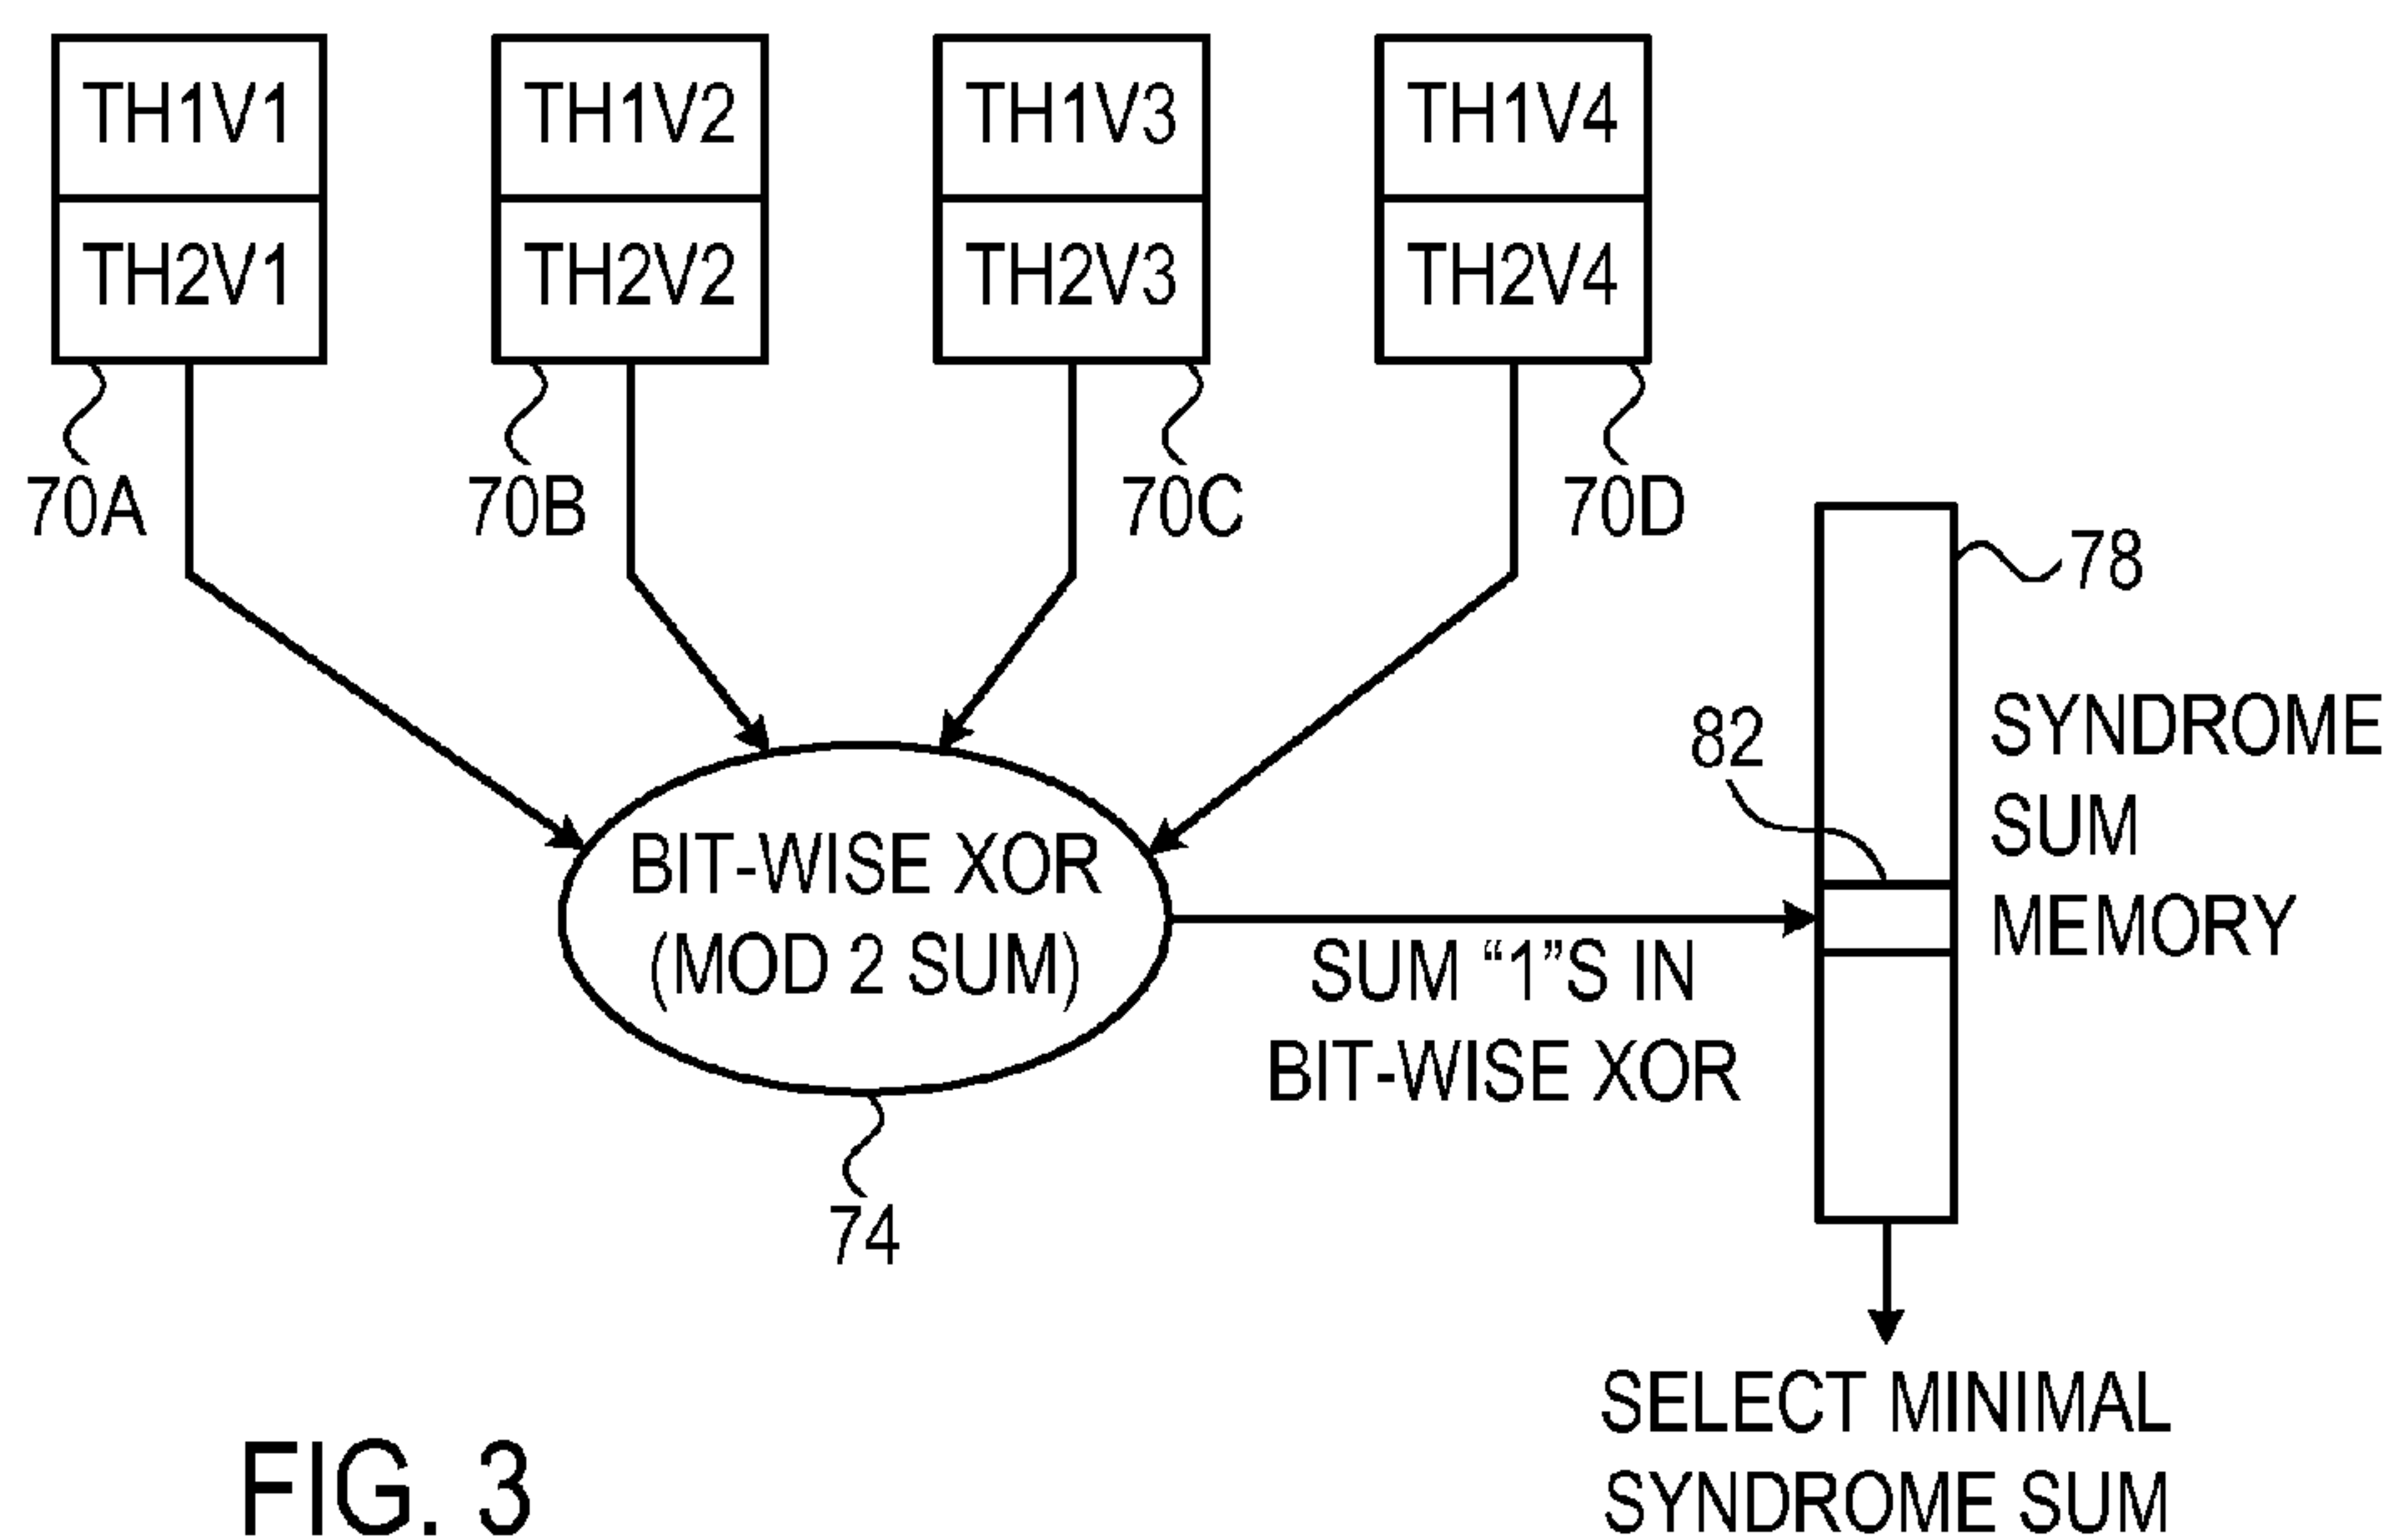 TH1V1
TH2V1
TH1V2
TH2V2
TH1V3
TH2V3
TH1V4
TH2V4
70A
70B
70C
70D
78
82
SYNDROME
SUM
MEMORY
BIT-WISE XOR
(MOD 2 SUM)
SUM “1”S IN
BIT-WISE XOR
74
SELECT MINIMAL
SYNDROME SUM
FIG. 3